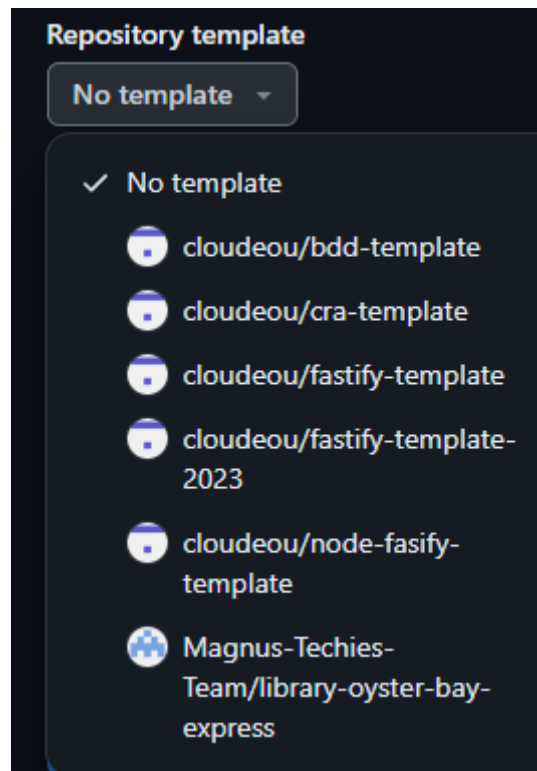 Repository template
No template
No template
cloudeou/bdd-template
cloudeou/cra-template
cloudeou/fastify-template
cloudeou/fastify-template-
2023
cloudeou/node-fasify-
template
Magnus-Techies-
Team/library-oyster-bay-
express